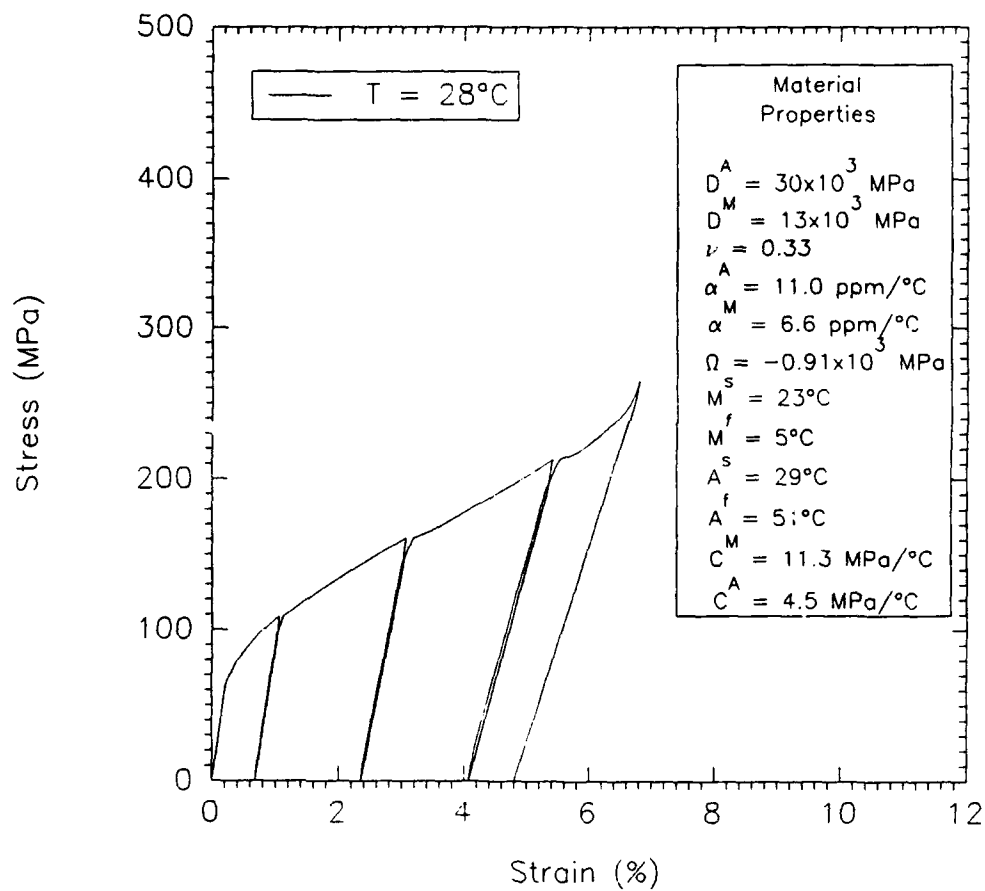 500
400
300
200
100
0
Stress (MPa)
0 2 4 6 8 10 12
Strain (%)
T = 28°C
Material
Properties
D^A = 30x10^3 MPa
D^M = 13x10^3 MPa
ν = 0.33
α^A = 11.0 ppm/°C
α^M = 6.6 ppm/°C
Ω = -0.91x10^3 MPa
M^s = 23°C
M^f = 5°C
A^s = 29°C
A^f = 51°C
C^M = 11.3 MPa/°C
C^A = 4.5 MPa/°C